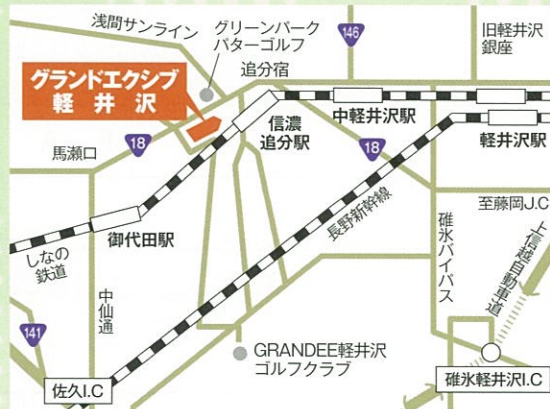 浅間サンライン
グリーンパーク
パターゴルフ
146
旧軽井沢
銀座
追分宿
グランドエクシブ
軽井沢
中軽井沢駅
信濃
追分駅
軽井沢駅
18
馬瀬口
18
至藤岡J.C
御代田駅
しなの
鉄道
長野新幹線
碓氷バイパス
上信越自動車道
中仙通
141
GRANDEE軽井沢
ゴルフクラブ
佐久I.C
碓氷軽井沢I.C